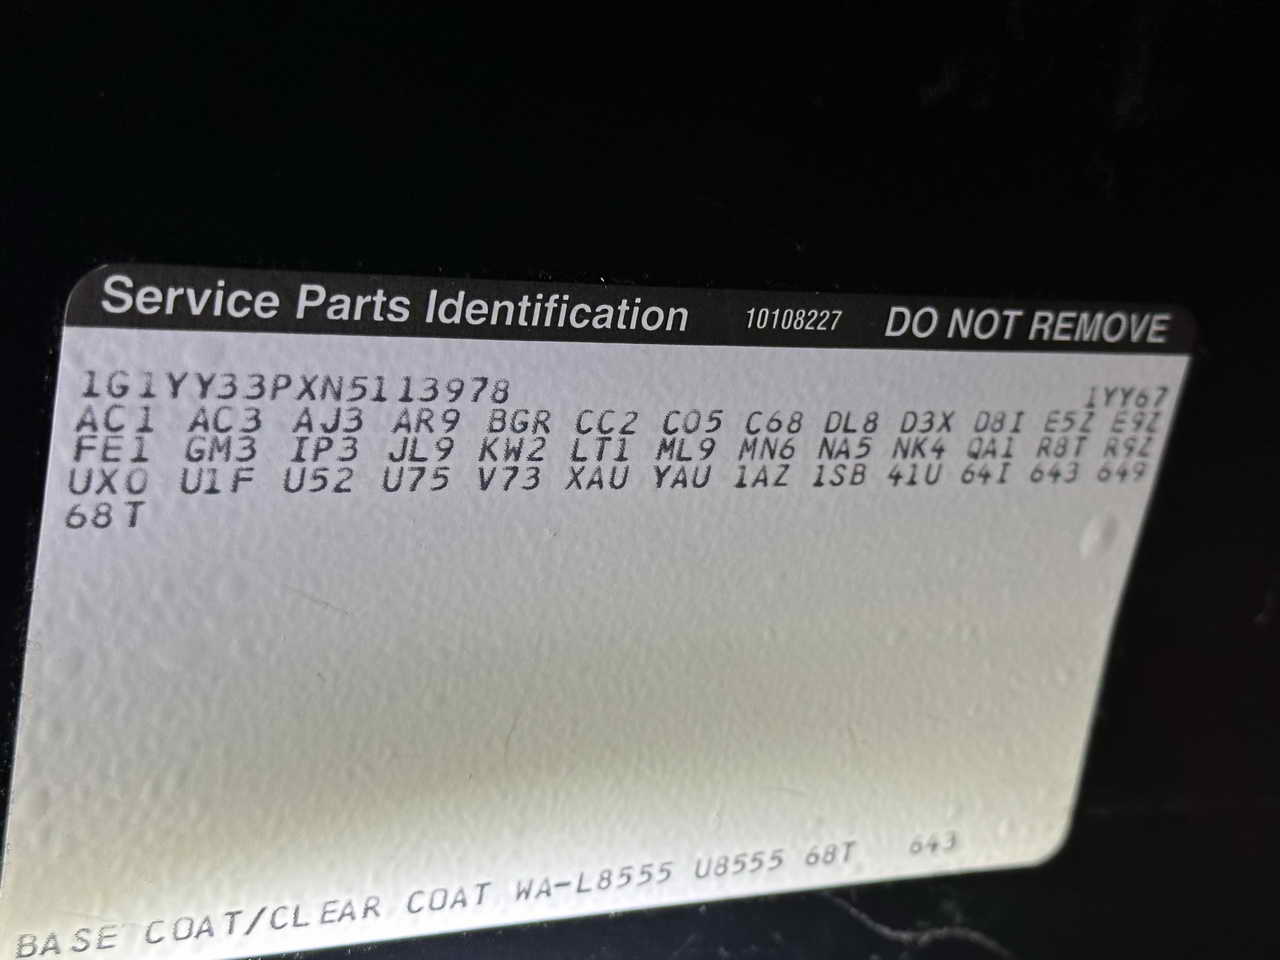 Service Parts Identification 10108227 DO NOT REMOVE
1G1YY33PXN5113978 1YY67
AC1 AC3 AJ3 AR9 BGR CC2 C05 C68 DL8 D3X D8I E5Z E9Z
FE1 GM3 IP3 JL9 KW2 LT1 ML9 MN6 NA5 NK4 QA1 R8T R9Z
UX0 U1F U52 U75 V73 XAU YAU 1AZ 1SB 41U 64I 643 649
68T
BASE COAT/CLEAR COAT WA-L8555 U8555 68T 643